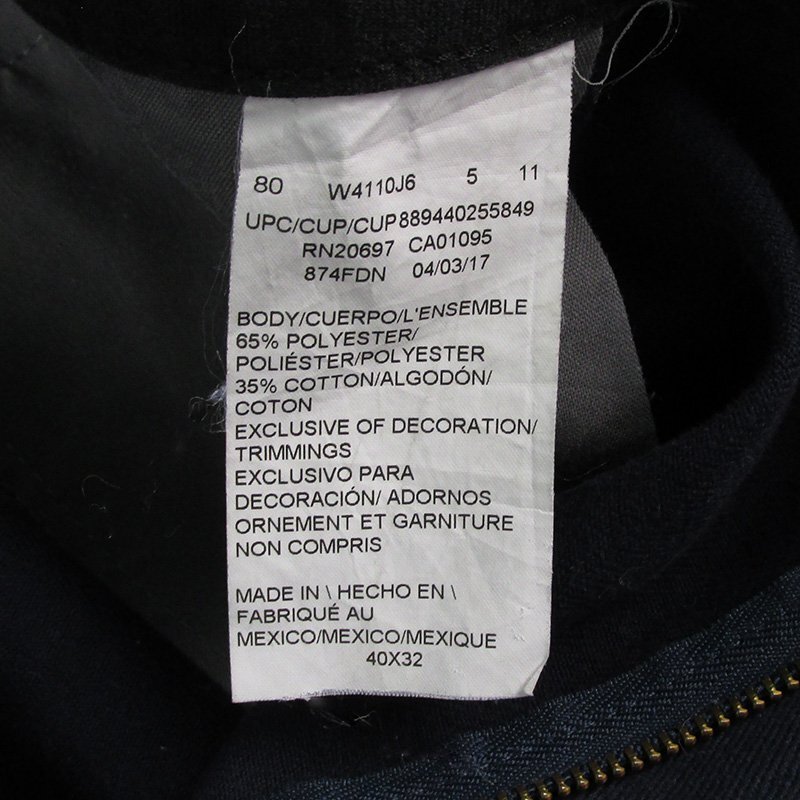 80 W4110J6 5 11
UPC/CUP/CUP889440255849
RN20697 CA01095
874FDN 04/03/17
BODY/CUERPO/L'ENSEMBLE
65% POLYESTER/
POLIÉSTER/POLYESTER
35% COTTON/ALGODÓN/
COTON
EXCLUSIVE OF DECORATION/
TRIMMINGS
EXCLUSIVO PARA
DECORACIÓN/ ADORNOS
ORNEMENT ET GARNITURE
NON COMPRIS
MADE IN \ HECHO EN \
FABRIQUÉ AU
MEXICO/MEXICO/MEXIQUE
40X32